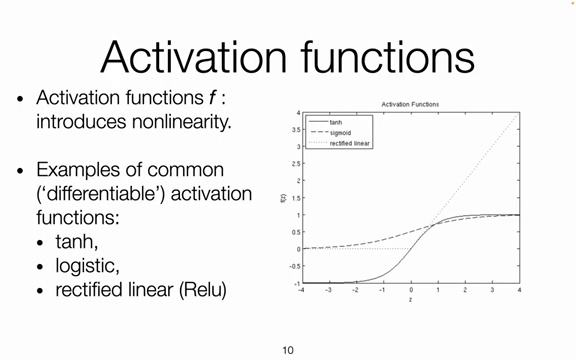 Activation functions
• Activation functions f :
introduces nonlinearity.
• Examples of common
(‘differentiable’) activation
functions:
• tanh,
• logistic,
• rectified linear (Relu)
Activation Functions
tanh
sigmoid
rectified linear
4
3.5
3
2.5
2
1.5
1
0.5
0
-0.5
-1
f(z)
-4 -3 -2 -1 0 1 2 3 4
z
10